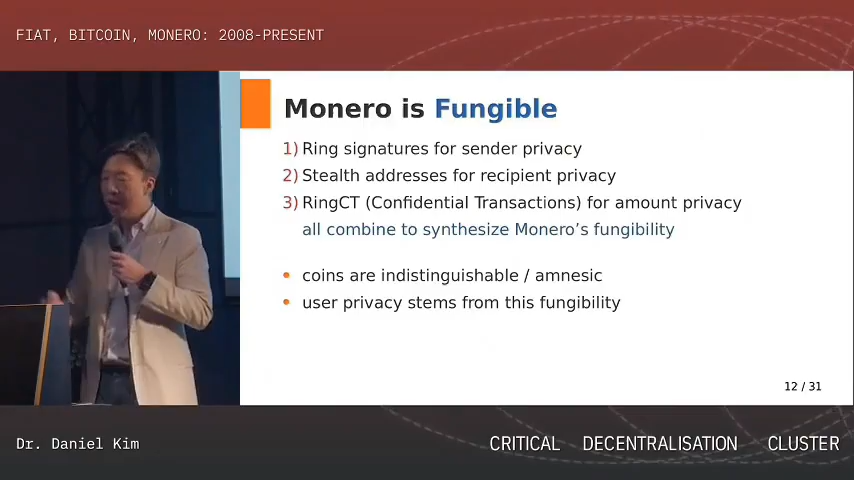 FIAT, BITCOIN, MONERO: 2008-PRESENT
Monero is Fungible
1) Ring signatures for sender privacy
2) Stealth addresses for recipient privacy
3) RingCT (Confidential Transactions) for amount privacy
all combine to synthesize Monero’s fungibility
• coins are indistinguishable / amnesic
• user privacy stems from this fungibility
12 / 31
Dr. Daniel Kim
CRITICAL DECENTRALISATION CLUSTER